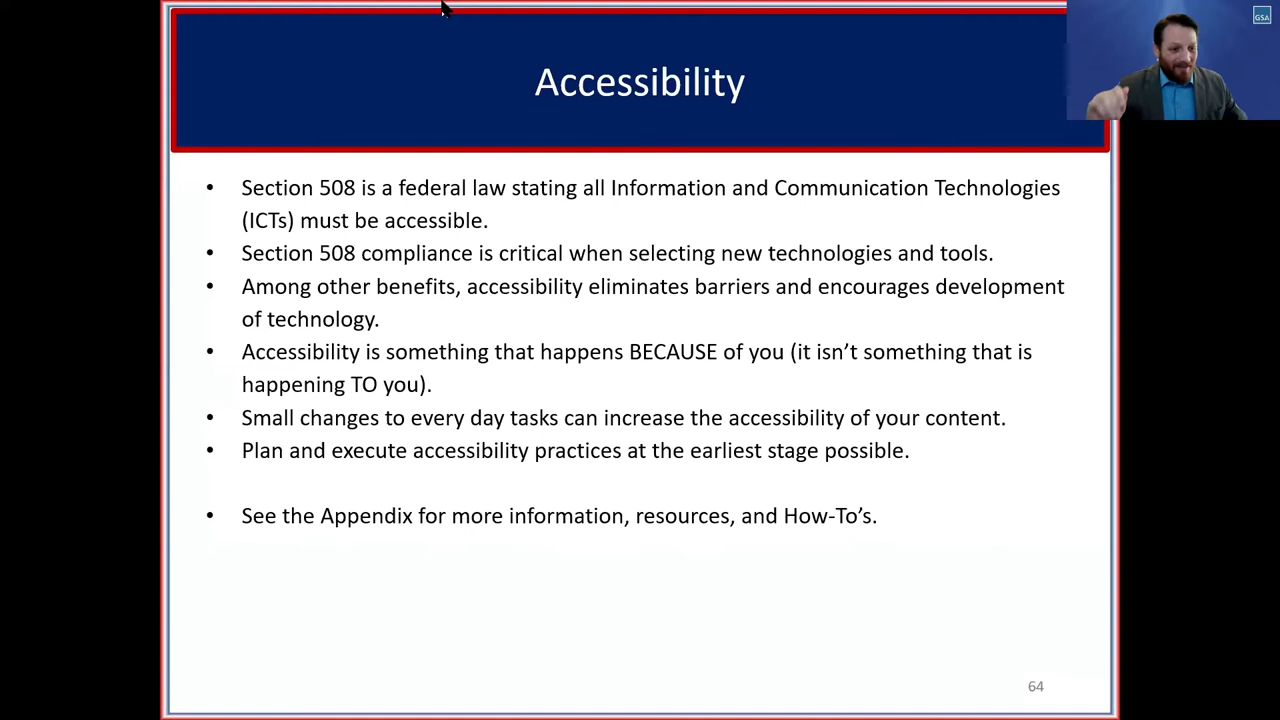 GSA
Accessibility
• Section 508 is a federal law stating all Information and Communication Technologies
(ICTs) must be accessible.
• Section 508 compliance is critical when selecting new technologies and tools.
• Among other benefits, accessibility eliminates barriers and encourages development
of technology.
• Accessibility is something that happens BECAUSE of you (it isn’t something that is
happening TO you).
• Small changes to every day tasks can increase the accessibility of your content.
• Plan and execute accessibility practices at the earliest stage possible.
• See the Appendix for more information, resources, and How-To’s.
64